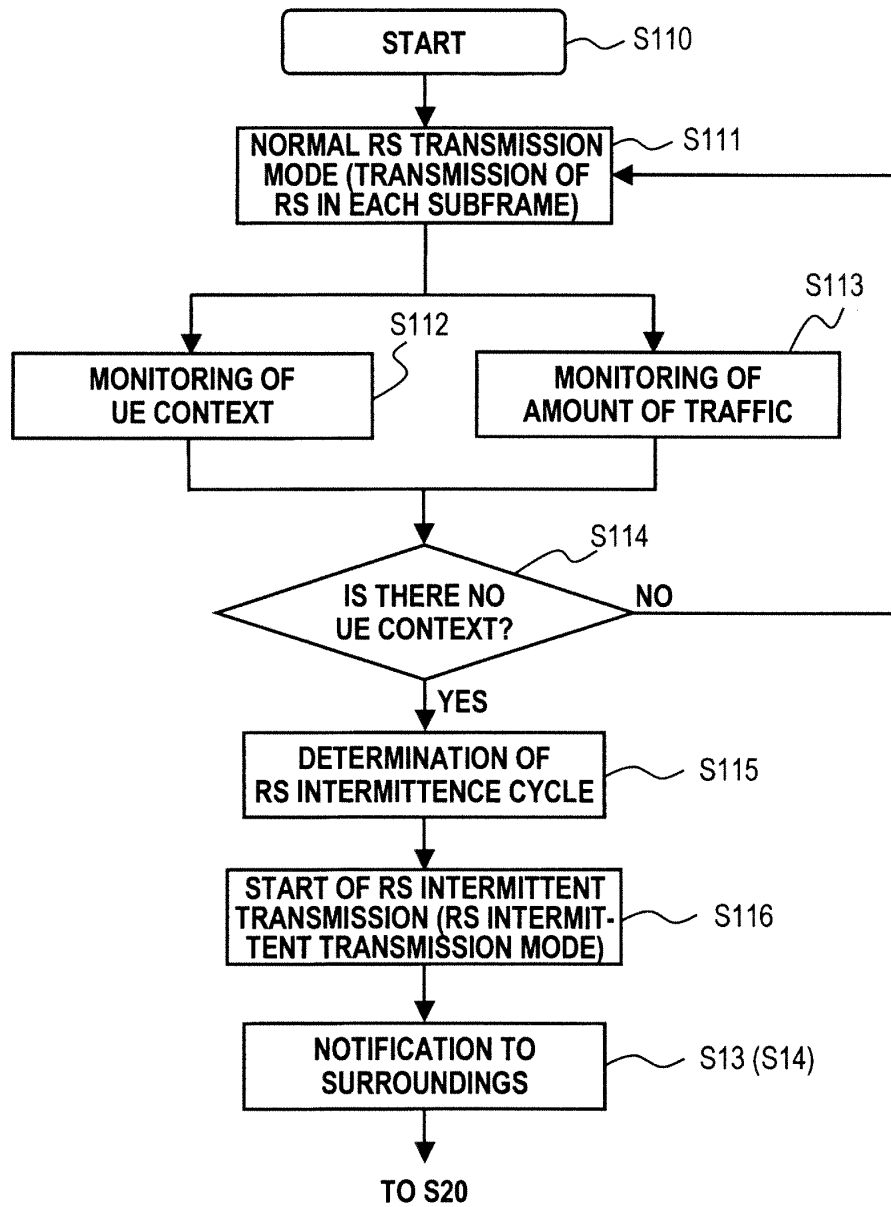 START
S110
NORMAL RS TRANSMISSION
MODE (TRANSMISSION OF
RS IN EACH SUBFRAME)
S111
S112
MONITORING OF
UE CONTEXT
S113
MONITORING OF
AMOUNT OF TRAFFIC
S114
IS THERE NO
UE CONTEXT?
NO
YES
DETERMINATION OF
RS INTERMITTENCE CYCLE
S115
START OF RS INTERMITTENT
TRANSMISSION (RS INTERMIT-
TENT TRANSMISSION MODE)
S116
NOTIFICATION TO
SURROUNDINGS
S13 (S14)
TO S20